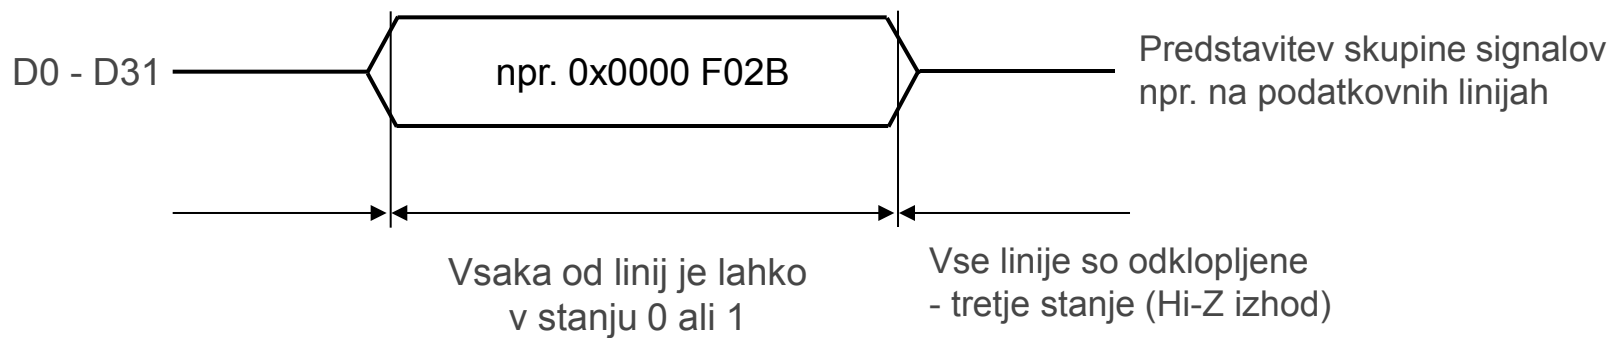 D0 - D31
npr. 0x0000 F02B
Predstavitev skupine signalov
npr. na podatkovnih linijah
Vsaka od linij je lahko
v stanju 0 ali 1
Vse linije so odklopljene
- tretje stanje (Hi-Z izhod)